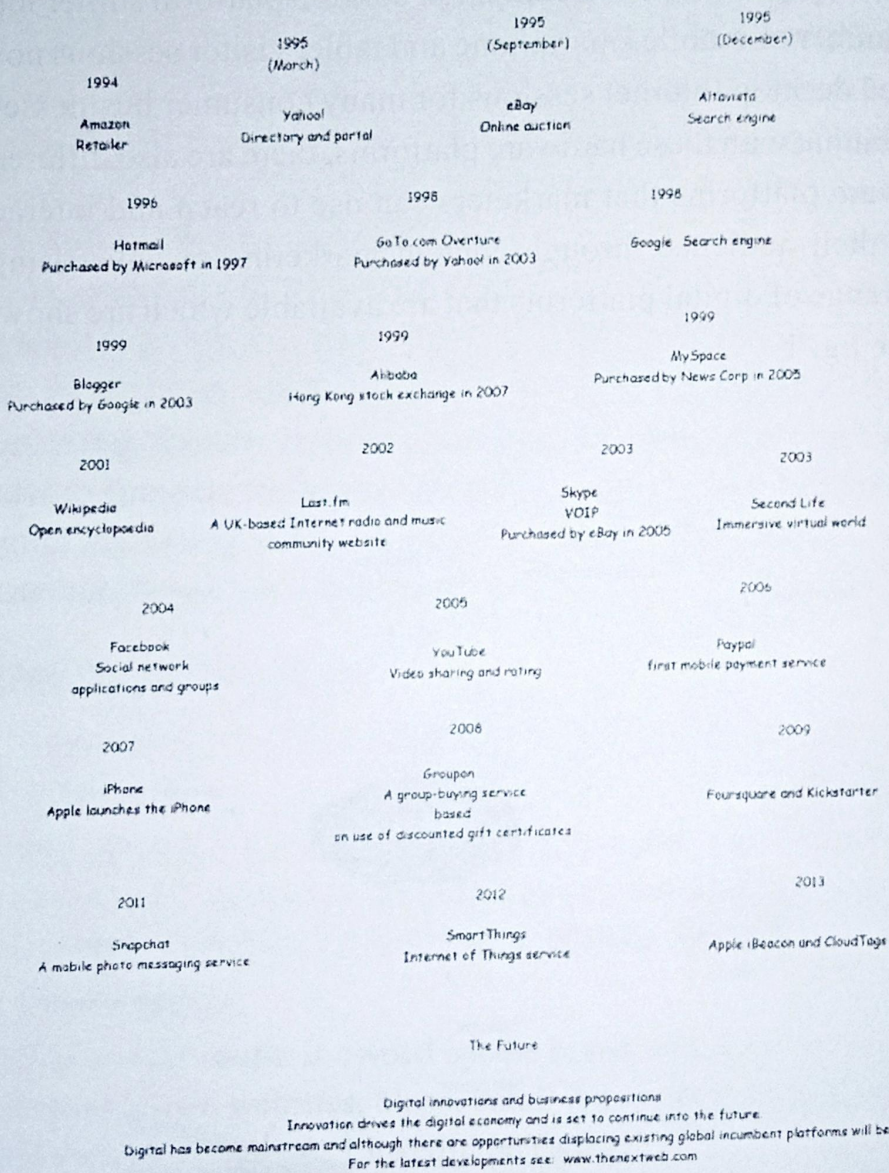 1994
Amazon
Retailer
1995
(March)
Yahoo!
Directory and portal
1995
(September)
eBay
Online auction
1995
(December)
Altavista
Search engine
1996
Hotmail
Purchased by Microsoft in 1997
1998
GoTo.com Overture
Purchased by Yahoo! in 2003
1998
Google Search engine
1999
Blogger
Purchased by Google in 2003
1999
Alibaba
Hong Kong stock exchange in 2007
1999
MySpace
Purchased by News Corp in 2005
2001
Wikipedia
Open encyclopaedia
2002
Last.fm
A UK-based Internet radio and music
community website
2003
Skype
VOIP
Purchased by eBay in 2005
2003
Second Life
Immersive virtual world
2004
Facebook
Social network
applications and groups
2005
YouTube
Video sharing and rating
2006
Paypal
first mobile payment service
2007
iPhone
Apple launches the iPhone
2008
Groupon
A group-buying service
based
on use of discounted gift certificates
2009
Foursquare and Kickstarter
2011
Snapchat
A mobile photo messaging service
2012
SmartThings
Internet of Things service
2013
Apple iBeacon and CloudTags
The Future
Digital innovations and business propositions
Innovation drives the digital economy and is set to continue into the future
Digital has become mainstream and although there are opportunities displacing existing global incumbent platforms will be
For the latest developments see: www.thenextweb.com